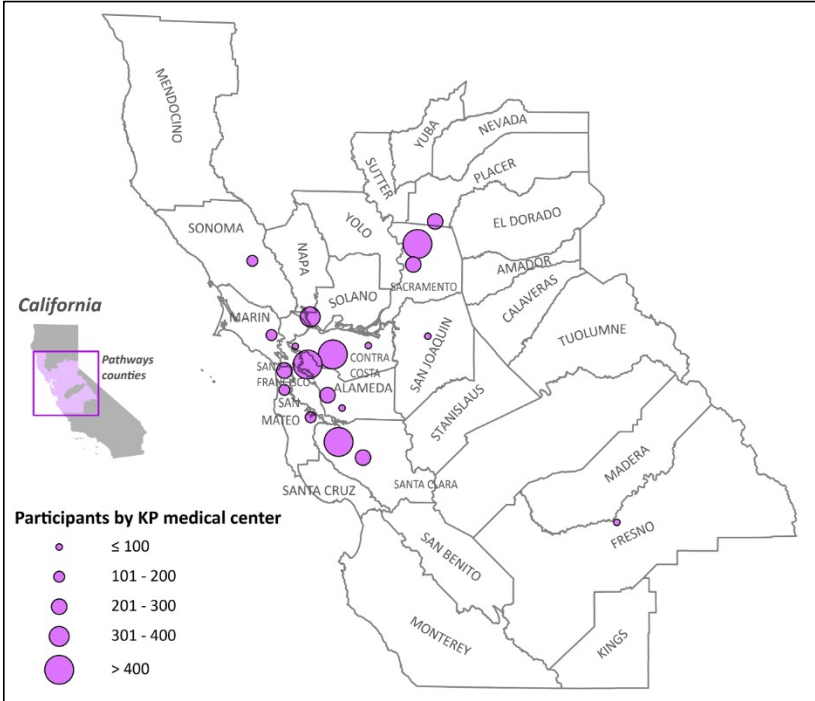 MENDOCINO
YUBA
NEVADA
SUTTER
PLACER
SONOMA
NAPA
YOLO
EL DORADO
SACRAMENTO
AMADOR
CALAVERAS
SOLANO
MARIN
TUOLUMNE
SAN JOAQUIN
CONTRA
COSTA
SAN
FRANCISCO
ALAMEDA
SAN
MATEO
STANISLAUS
SANTA CLARA
SANTA CRUZ
MADERA
FRESNO
SAN BENITO
MONTEREY
KINGS
California
Pathways
counties
Participants by KP medical center
≤ 100
101 - 200
201 - 300
301 - 400
> 400